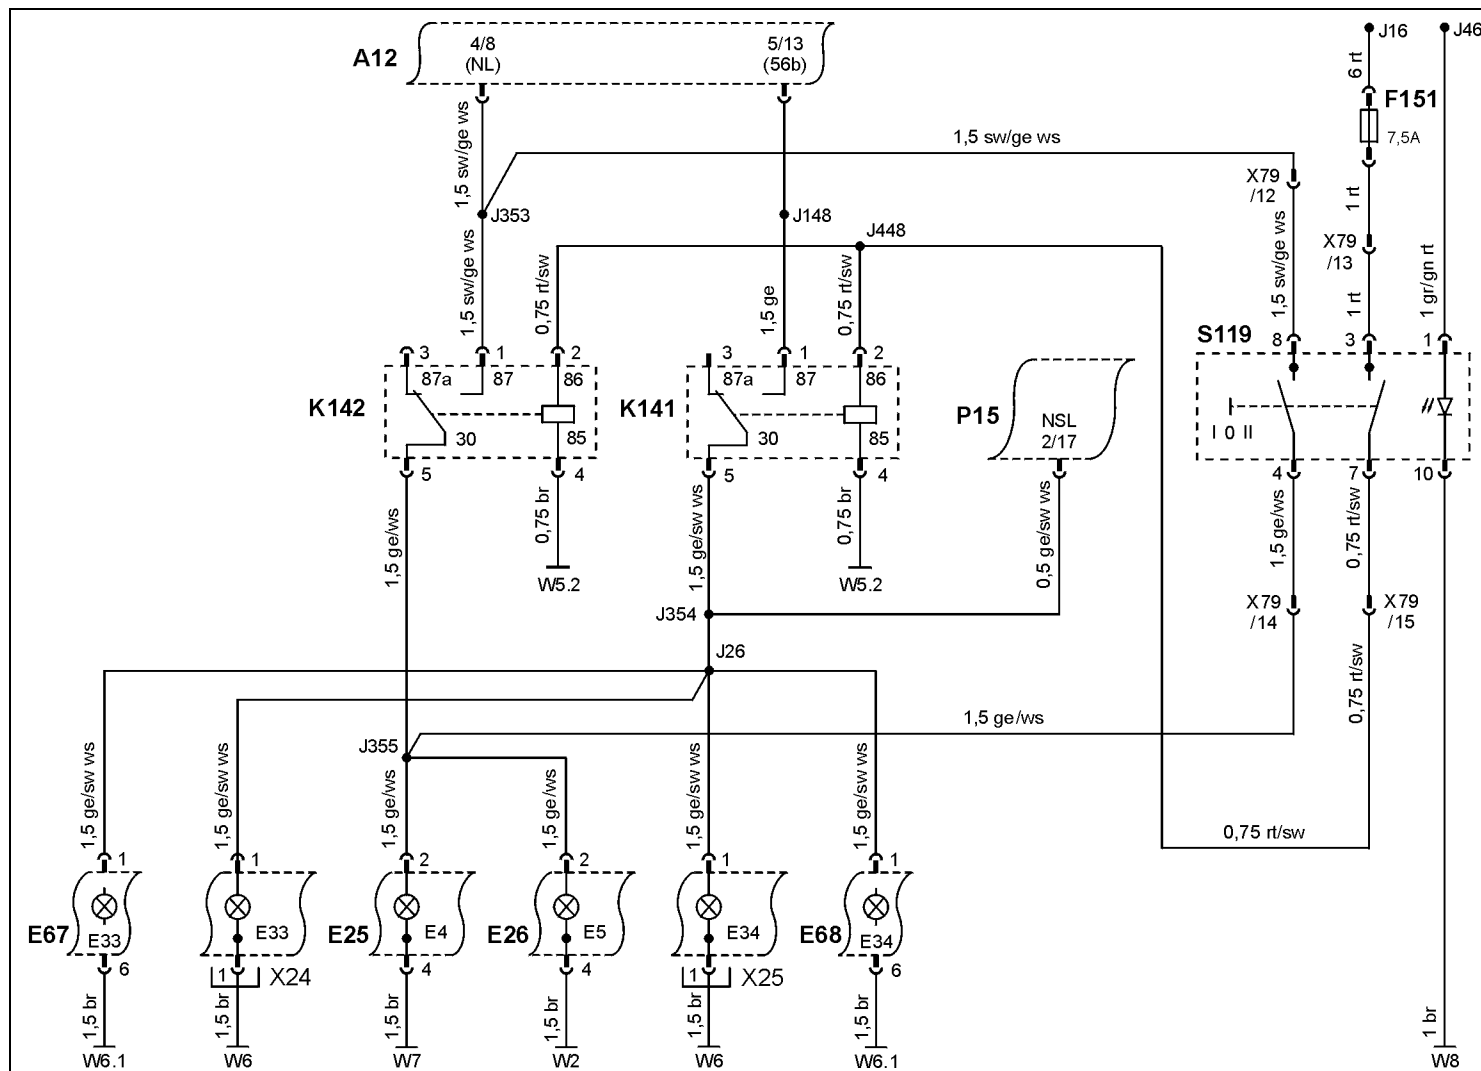 A12
4/8
(NL)
5/13
(56b)
J16
J46
6 rt
F151
7,5A
1,5 sw/ge ws
1,5 sw/ge ws
X79
/12
1 rt
J353
J148
J448
X79
/13
1,5 sw/ge ws
0,75 rt/sw
1,5 ge
0,75 rt/sw
1,5 sw/ge ws
1 rt
1 gr/gn rt
S119
3
1
2
3
1
2
8
3
1
K142
87a
87
86
K141
87a
87
86
P15
NSL
2/17
30
85
30
85
I 0 II
5
4
5
4
4
7
10
1,5 ge/ws
0,75 br
1,5 ge/sw ws
0,75 br
0,5 ge/sw ws
1,5 ge/ws
0,75 rt/sw
W5.2
W5.2
J354
X79
/14
X79
/15
J26
0,75 rt/sw
1,5 ge/ws
J355
1,5 ge/sw ws
1,5 ge/sw ws
1,5 ge/ws
1,5 ge/ws
1,5 ge/sw ws
1,5 ge/sw ws
0,75 rt/sw
1
1
2
2
1
1
E67
E33
E33
E25
E4
E26
E5
E34
E68
E34
6
1
X24
4
4
1
X25
6
1,5 br
1,5 br
1,5 br
1,5 br
1,5 br
1,5 br
1 br
W6.1
W6
W7
W2
W6
W6.1
W8